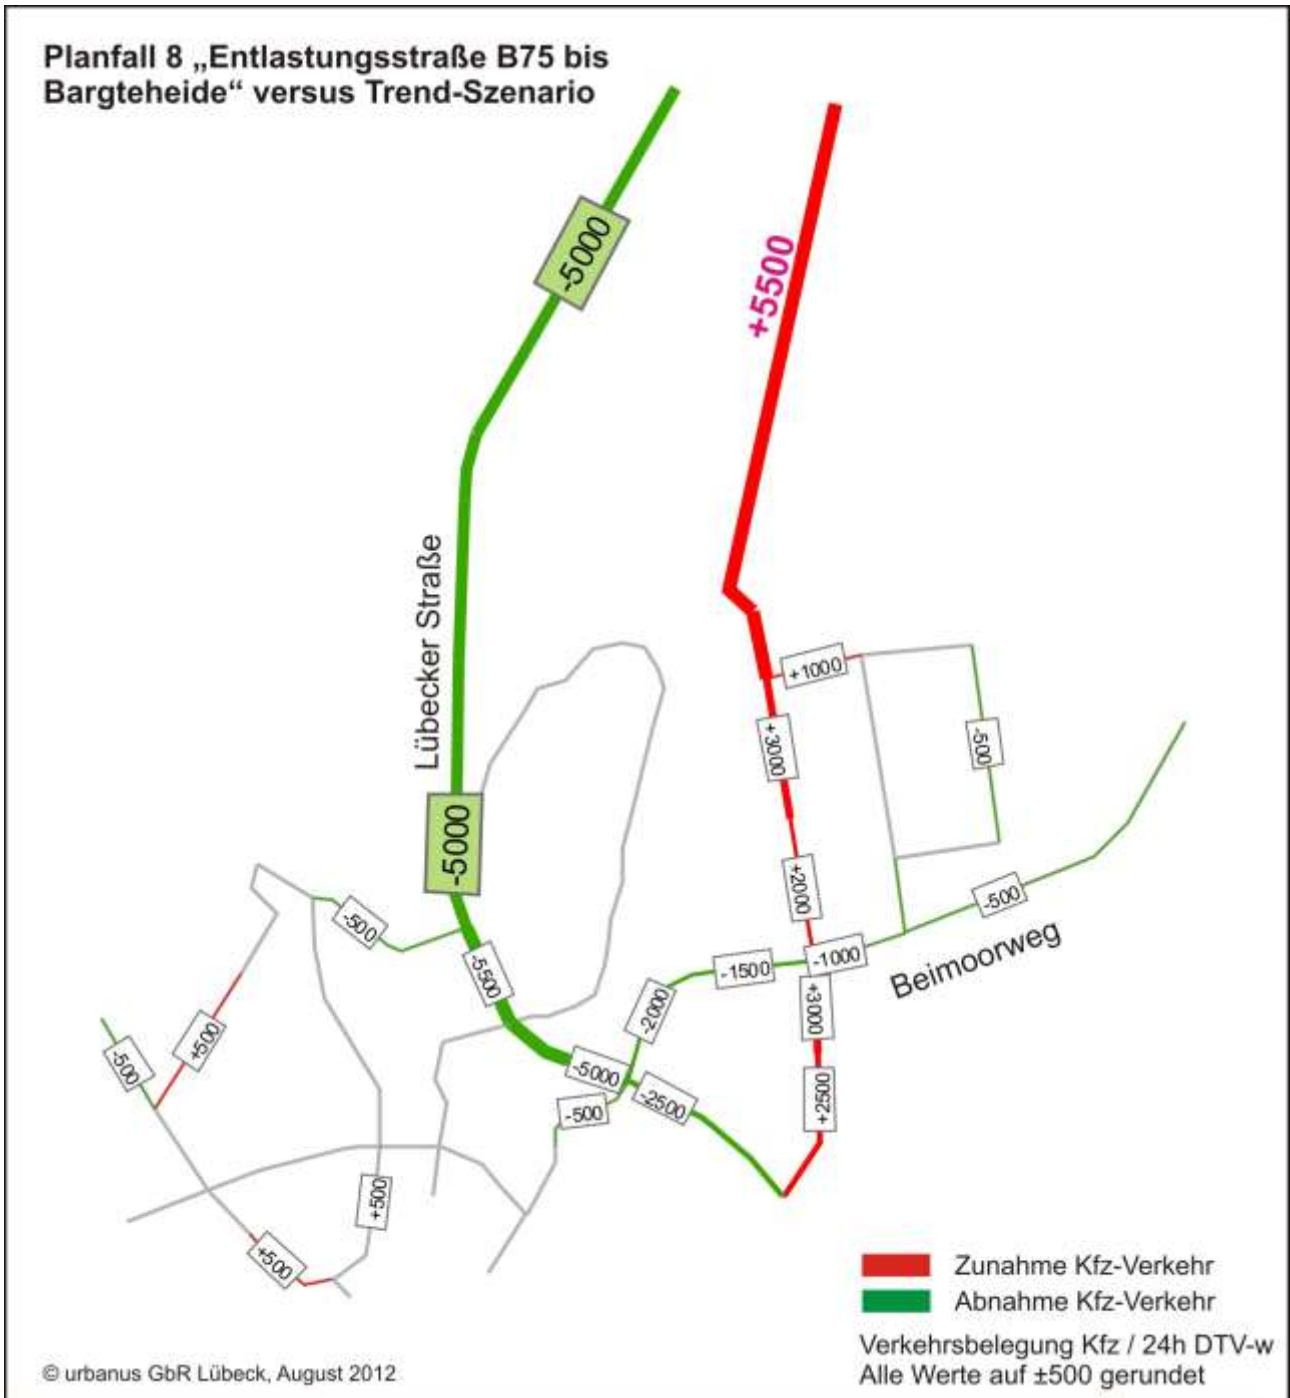 Planfall 8 „Entlastungsstraße B75 bis
Bargteheide“ versus Trend-Szenario
-5000
+5500
Lübecker Straße
+1000
+3000
-500
-5000
+2000
-500
-500
-1000
Beimoorweg
-1500
-5500
-2000
+3000
+500
-500
-5000
-2500
-500
+2500
+500
+500
Zunahme Kfz-Verkehr
Abnahme Kfz-Verkehr
Verkehrsbelegung Kfz / 24h DTV-w
Alle Werte auf ±500 gerundet
© urbanus GbR Lübeck, August 2012